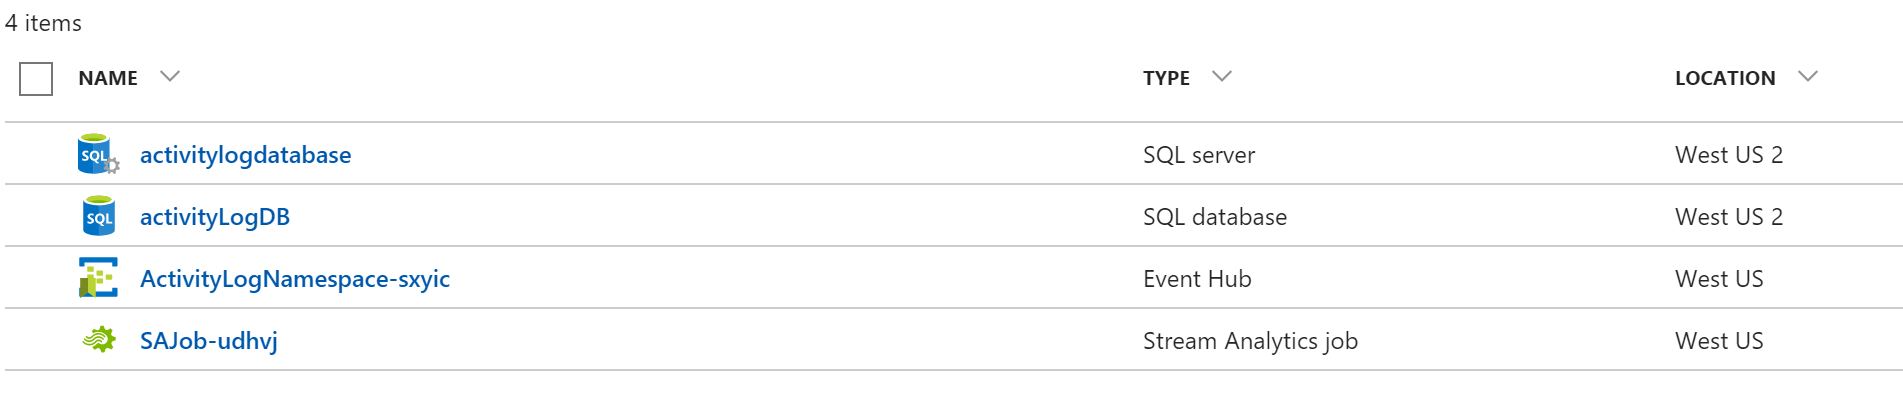 4 items
NAME TYPE LOCATION
SQL activitylogdatabase SQL server West US 2
SQL activityLogDB SQL database West US 2
ActivityLogNamespace-sxyic Event Hub West US
SAJob-udhvj Stream Analytics job West US